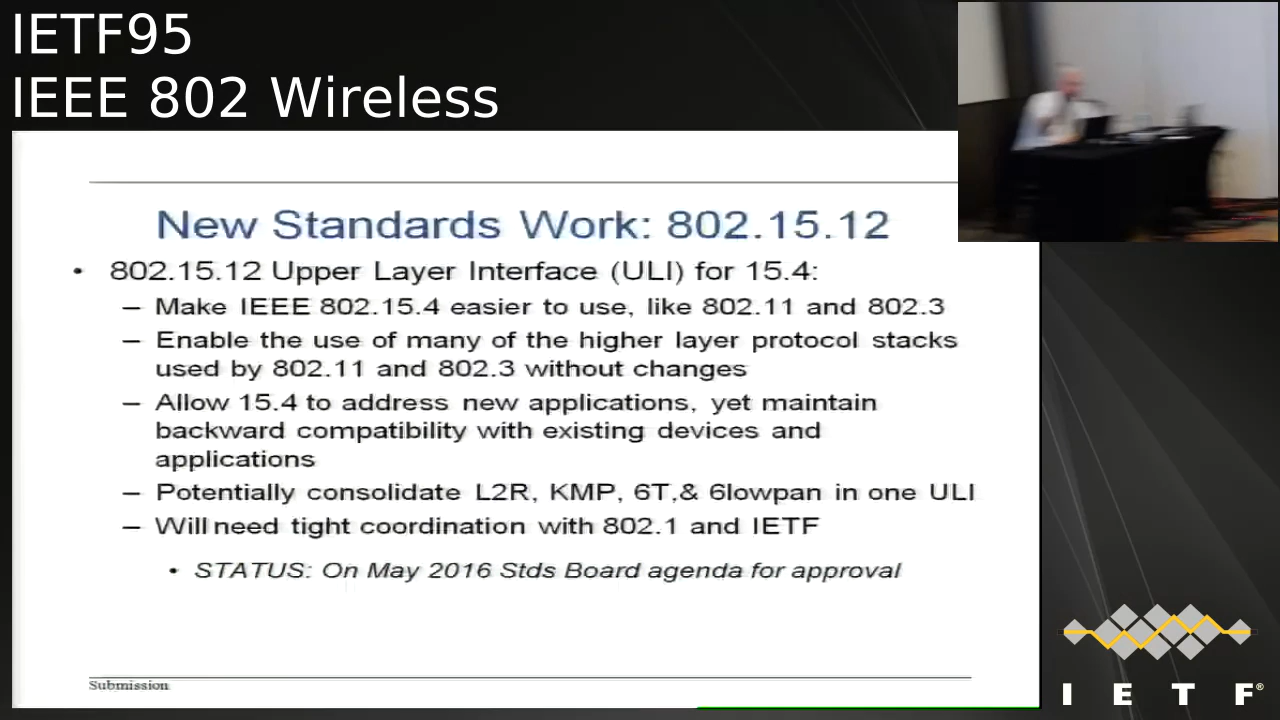 IETF95
IEEE 802 Wireless
New Standards Work: 802.15.12
• 802.15.12 Upper Layer Interface (ULI) for 15.4:
– Make IEEE 802.15.4 easier to use, like 802.11 and 802.3
– Enable the use of many of the higher layer protocol stacks
used by 802.11 and 802.3 without changes
– Allow 15.4 to address new applications, yet maintain
backward compatibility with existing devices and
applications
– Potentially consolidate L2R, KMP, 6T,& 6lowpan in one ULI
– Will need tight coordination with 802.1 and IETF
• STATUS: On May 2016 Stds Board agenda for approval
Submission
I E T F®